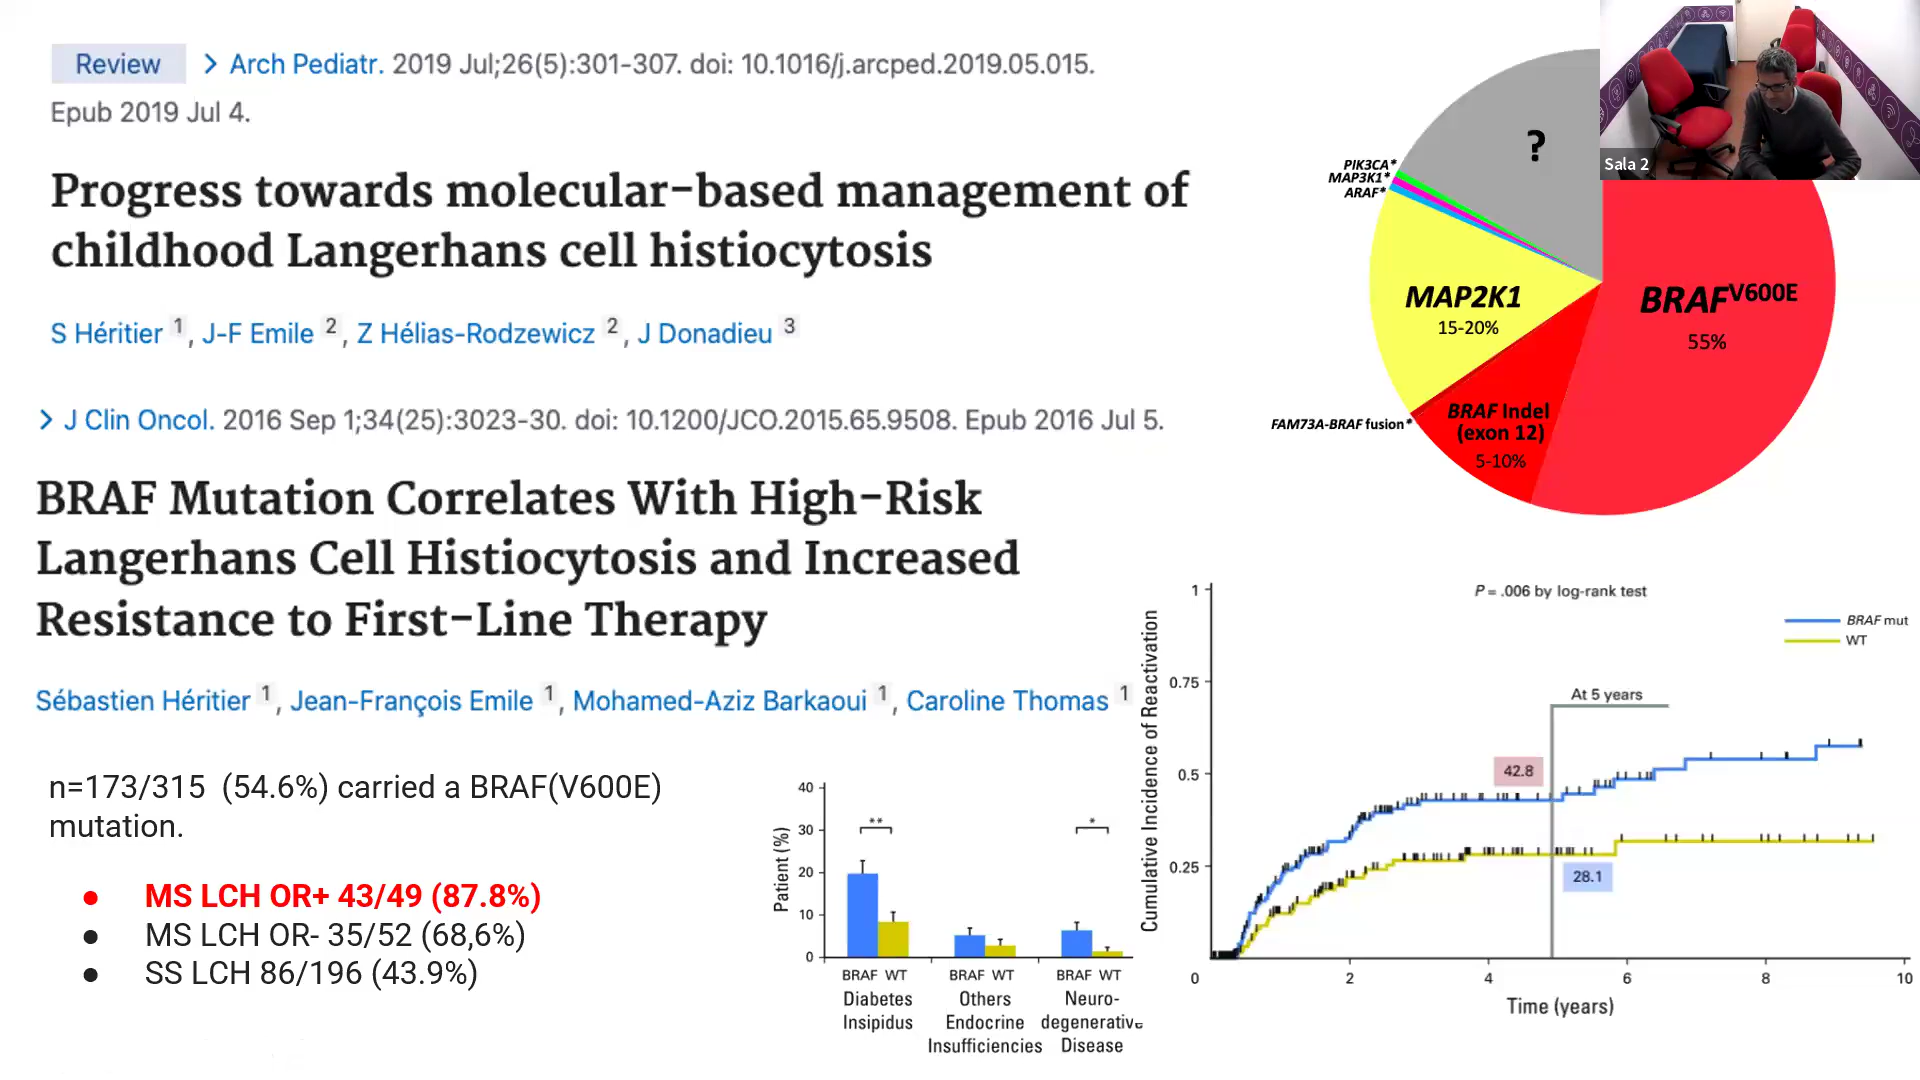 Review > Arch Pediatr. 2019 Jul;26(5):301-307. doi: 10.1016/j.arcped.2019.05.015.
Epub 2019 Jul 4.
Progress towards molecular-based management of
childhood Langerhans cell histiocytosis
S Héritier 1, J-F Emile 2, Z Hélias-Rodzewicz 2, J Donadieu 3
> J Clin Oncol. 2016 Sep 1;34(25):3023-30. doi: 10.1200/JCO.2015.65.9508. Epub 2016 Jul 5.
BRAF Mutation Correlates With High-Risk
Langerhans Cell Histiocytosis and Increased
Resistance to First-Line Therapy
Sébastien Héritier 1, Jean-François Emile 1, Mohamed-Aziz Barkaoui 1, Caroline Thomas 1
n=173/315 (54.6%) carried a BRAF(V600E)
mutation.
● MS LCH OR+ 43/49 (87.8%)
● MS LCH OR- 35/52 (68,6%)
● SS LCH 86/196 (43.9%)
Sala 2
?
PIK3CA*
MAP3K1*
ARAF*
MAP2K1
15-20%
BRAFV600E
55%
FAM73A-BRAF fusion*
BRAF Indel
(exon 12)
5-10%
Patient (%)
40
30
20
10
0
**
*
BRAF WT BRAF WT BRAF WT
Diabetes
Insipidus
Others
Endocrine
Insufficiencies
Neuro-
degenerative
Disease
P = .006 by log-rank test
BRAF mut
WT
At 5 years
42.8
28.1
Cumulative Incidence of Reactivation
1
0.75
0.5
0.25
0 2 4 6 8 10
Time (years)